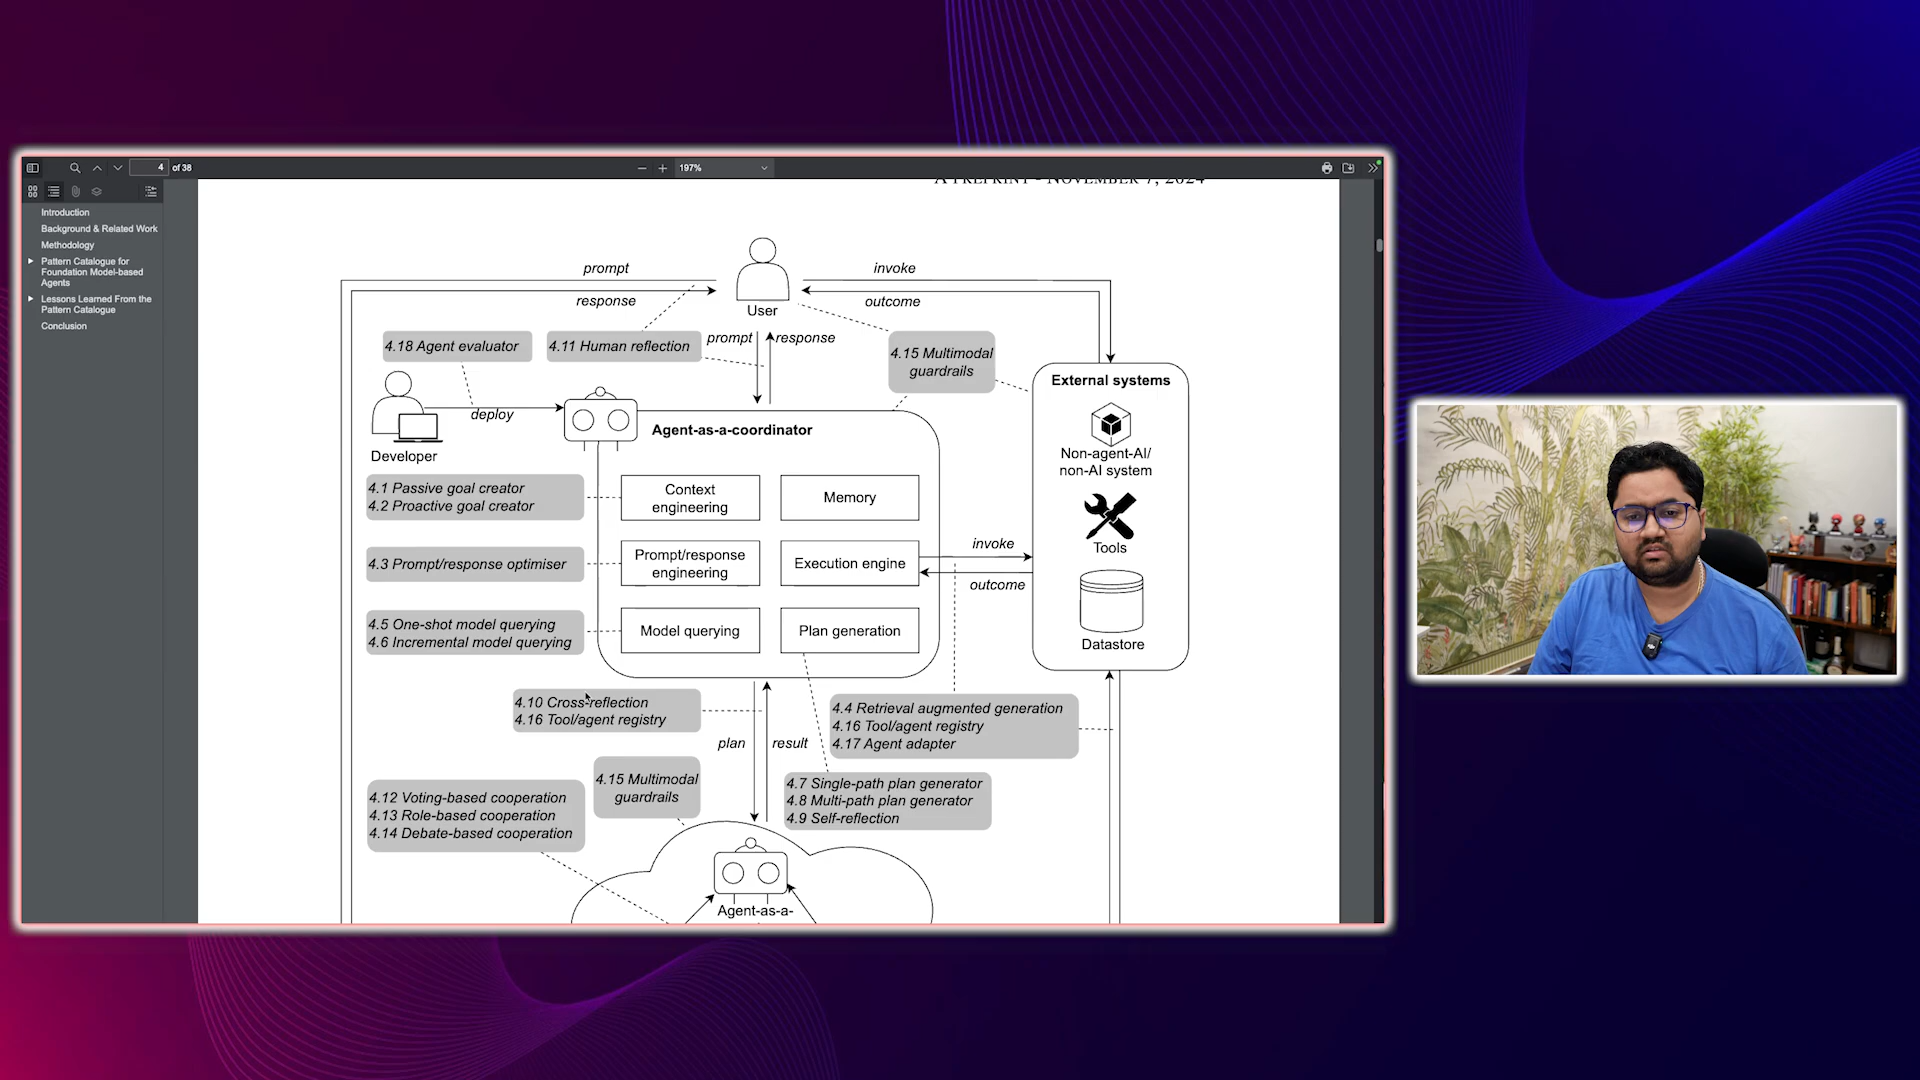 4 of 38
197%
A PREPRINT - NOVEMBER 7, 2024
Introduction
Background & Related Work
Methodology
Pattern Catalogue for
Foundation Model-based
Agents
Lessons Learned From the
Pattern Catalogue
Conclusion
prompt
response
User
invoke
outcome
4.18 Agent evaluator
4.11 Human reflection
prompt
response
4.15 Multimodal
guardrails
Developer
deploy
Agent-as-a-coordinator
External systems
Non-agent-AI/
non-AI system
Tools
Datastore
4.1 Passive goal creator
4.2 Proactive goal creator
Context
engineering
Memory
4.3 Prompt/response optimiser
Prompt/response
engineering
Execution engine
invoke
outcome
4.5 One-shot model querying
4.6 Incremental model querying
Model querying
Plan generation
4.10 Cross-reflection
4.16 Tool/agent registry
plan
result
4.4 Retrieval augmented generation
4.16 Tool/agent registry
4.17 Agent adapter
4.15 Multimodal
guardrails
4.7 Single-path plan generator
4.8 Multi-path plan generator
4.9 Self-reflection
4.12 Voting-based cooperation
4.13 Role-based cooperation
4.14 Debate-based cooperation
Agent-as-a-